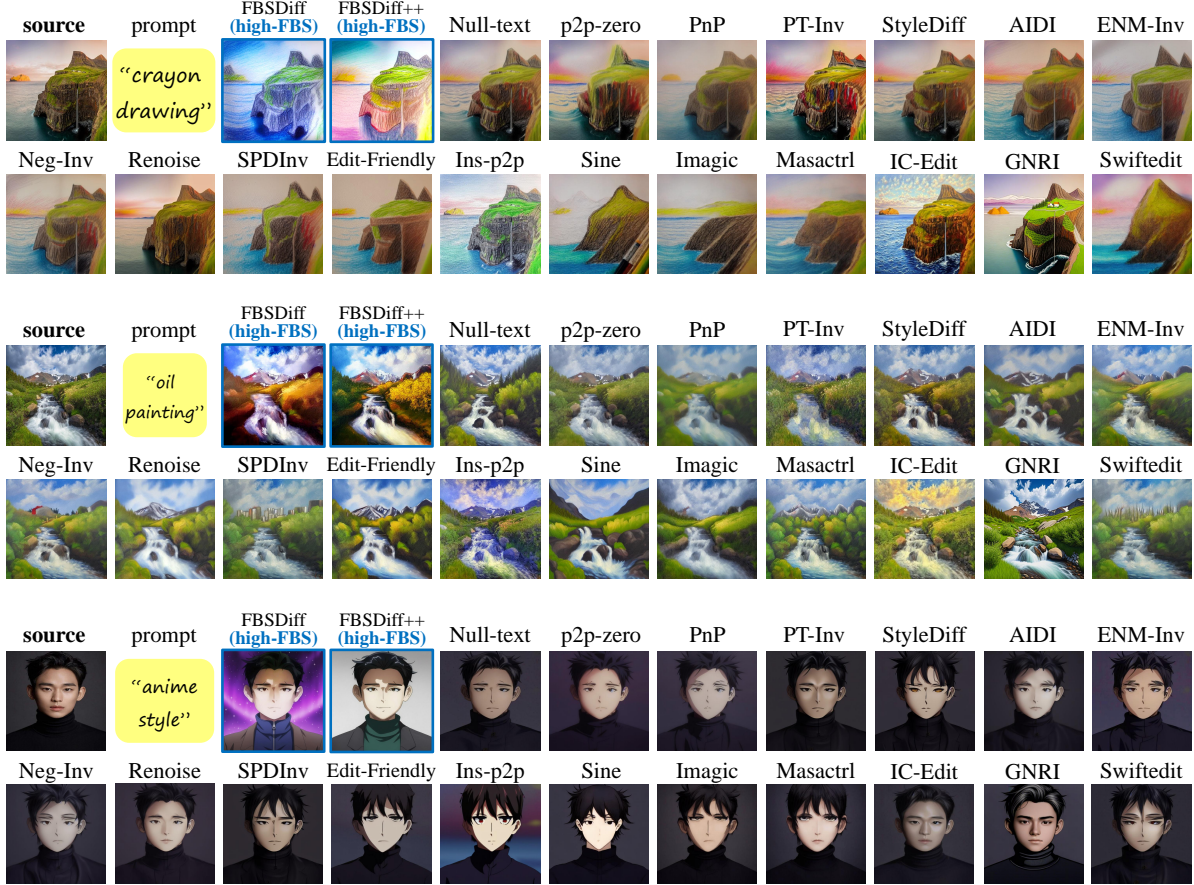 source prompt FBSDiff (high-FBS) FBSDiff++ (high-FBS) Null-text p2p-zero PnP PT-Inv StyleDiff AIDI ENM-Inv
“crayon
drawing”
Neg-Inv Renoise SPDInv Edit-Friendly Ins-p2p Sine Imagic Masactrl IC-Edit GNRI Swiftedit
source prompt FBSDiff (high-FBS) FBSDiff++ (high-FBS) Null-text p2p-zero PnP PT-Inv StyleDiff AIDI ENM-Inv
“oil
painting”
Neg-Inv Renoise SPDInv Edit-Friendly Ins-p2p Sine Imagic Masactrl IC-Edit GNRI Swiftedit
source prompt FBSDiff (high-FBS) FBSDiff++ (high-FBS) Null-text p2p-zero PnP PT-Inv StyleDiff AIDI ENM-Inv
“anime
style”
Neg-Inv Renoise SPDInv Edit-Friendly Ins-p2p Sine Imagic Masactrl IC-Edit GNRI Swiftedit